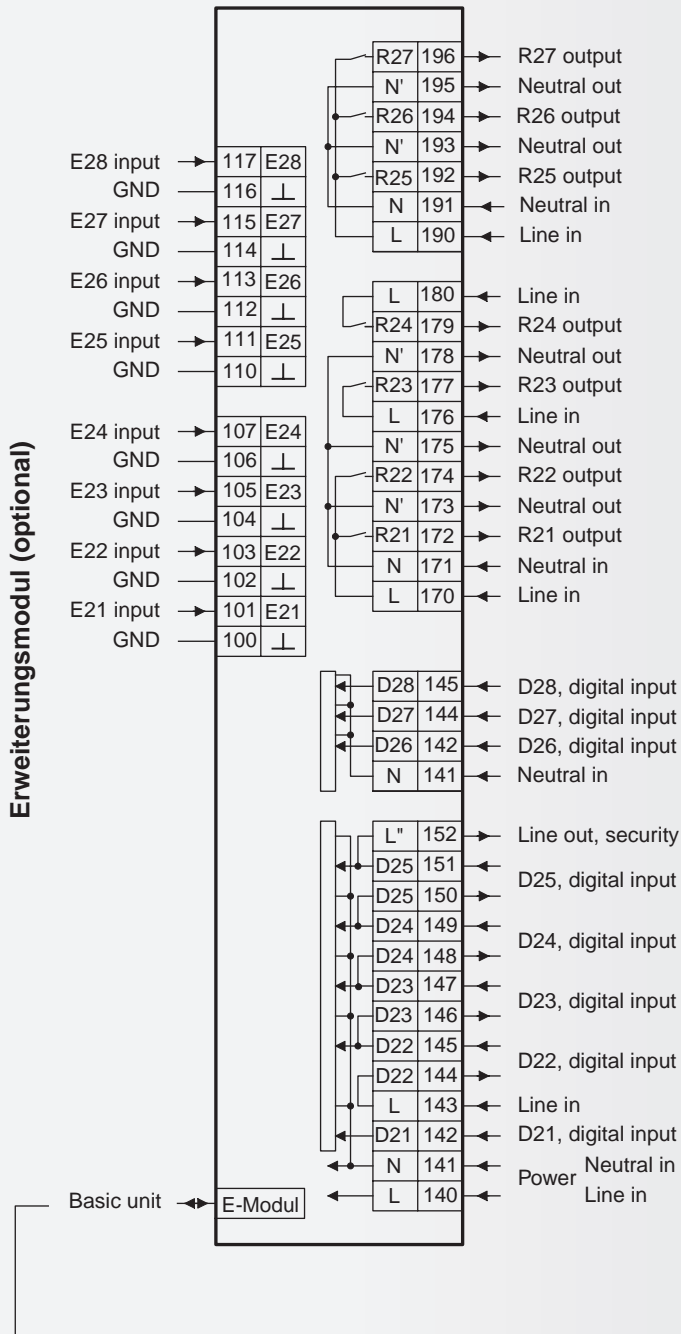 Erweiterungsmodul (optional)
E28 input 117 E28
GND 116 ⊥
E27 input 115 E27
GND 114 ⊥
E26 input 113 E26
GND 112 ⊥
E25 input 111 E25
GND 110 ⊥
E24 input 107 E24
GND 106 ⊥
E23 input 105 E23
GND 104 ⊥
E22 input 103 E22
GND 102 ⊥
E21 input 101 E21
GND 100 ⊥
Basic unit E-Modul
R27 196 R27 output
N' 195 Neutral out
R26 194 R26 output
N' 193 Neutral out
R25 192 R25 output
N 191 Neutral in
L 190 Line in
L 180 Line in
R24 179 R24 output
N' 178 Neutral out
R23 177 R23 output
L 176 Line in
N' 175 Neutral out
R22 174 R22 output
N' 173 Neutral out
R21 172 R21 output
N 171 Neutral in
L 170 Line in
D28 145 D28, digital input
D27 144 D27, digital input
D26 142 D26, digital input
N 141 Neutral in
L" 152 Line out, security
D25 151
D25, digital input
D25 150
D24 149
D24, digital input
D24 148
D23 147
D23, digital input
D23 146
D22 145
D22, digital input
D22 144
L 143 Line in
D21 142 D21, digital input
N 141 Neutral in
Power
L 140 Line in